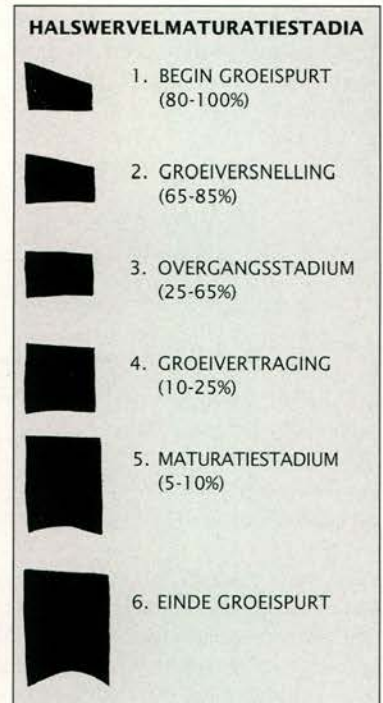 HALSWERVELMATURATIESTADIA
1. BEGIN GROEISPURT
(80-100%)
2. GROEIVERSNELLING
(65-85%)
3. OVERGANGSSTADIUM
(25-65%)
4. GROEIVERTRAGING
(10-25%)
5. MATURATIESTADIUM
(5-10%)
6. EINDE GROEISPURT